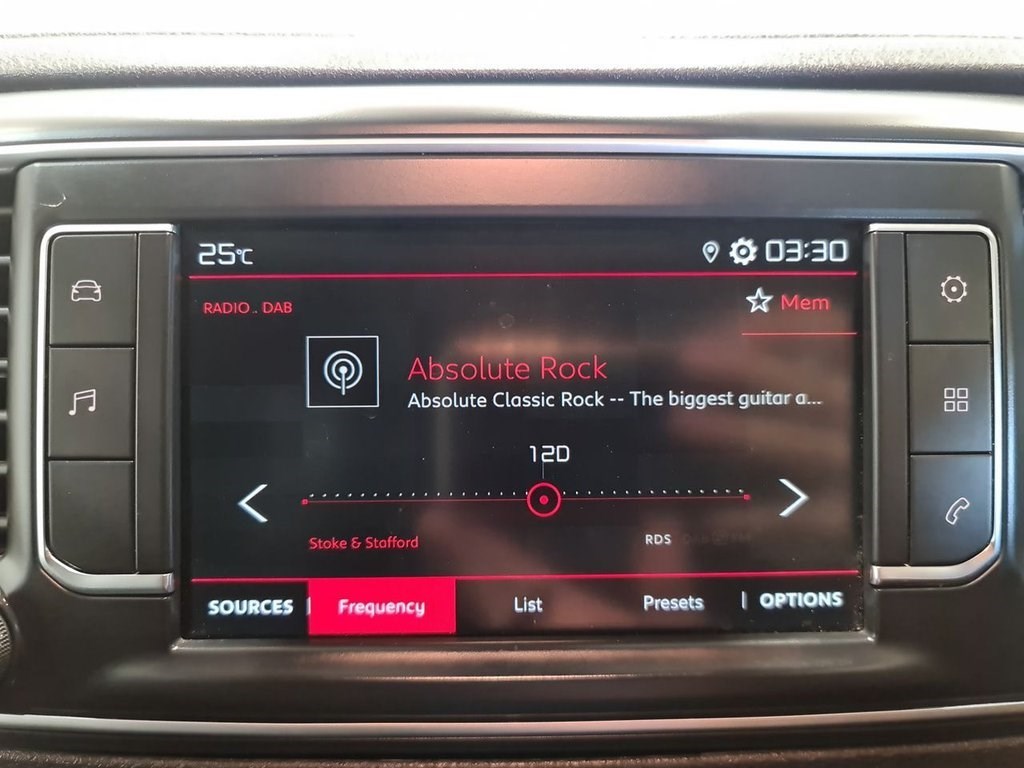 25°C 03:30
RADIO .. DAB Mem
Absolute Rock
Absolute Classic Rock -- The biggest guitar a...
12D
Stoke & Stafford RDS
SOURCES | Frequency List Presets | OPTIONS